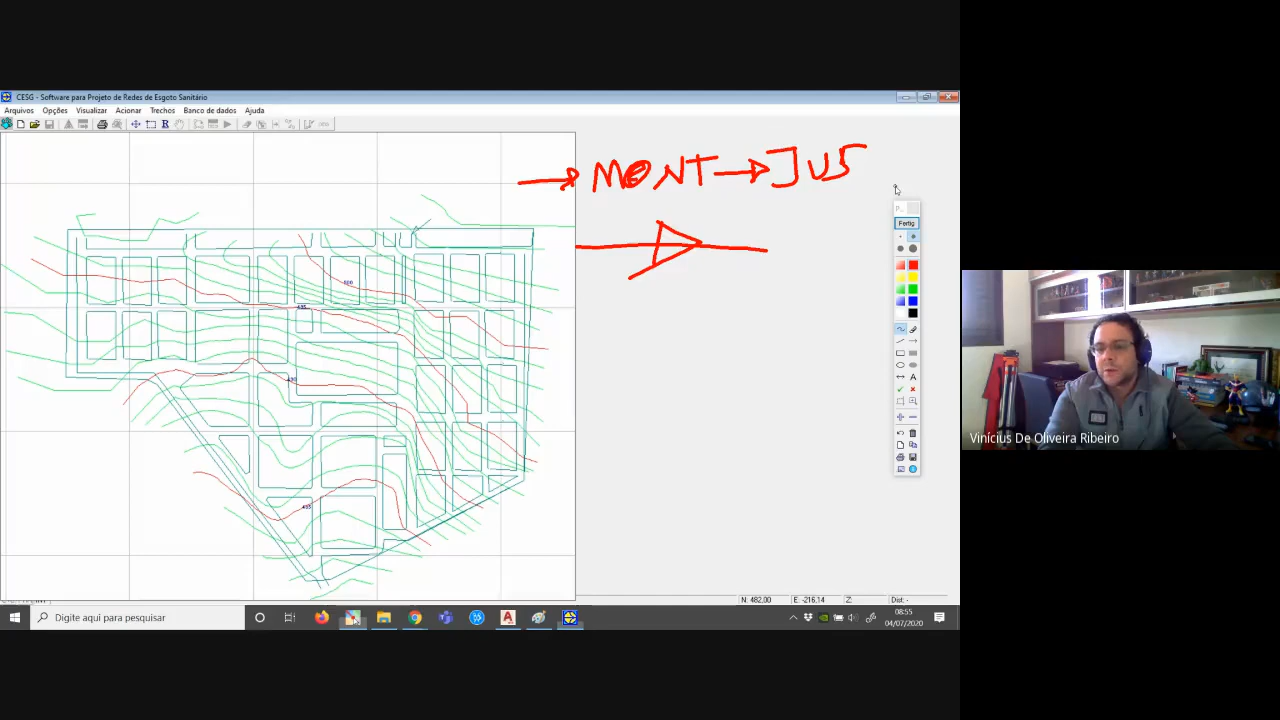 CESG - Software para Projeto de Redes de Esgoto Sanitário
Arquivos Opções Visualizar Acionar Trechos Banco de dados Ajuda
R
→ MONT → JUS
P...
Fertig
A
Vinícius De Oliveira Ribeiro
N: 482,00 E: -216,14 Z: Dist: -
Digite aqui para pesquisar
08:55
04/07/2020